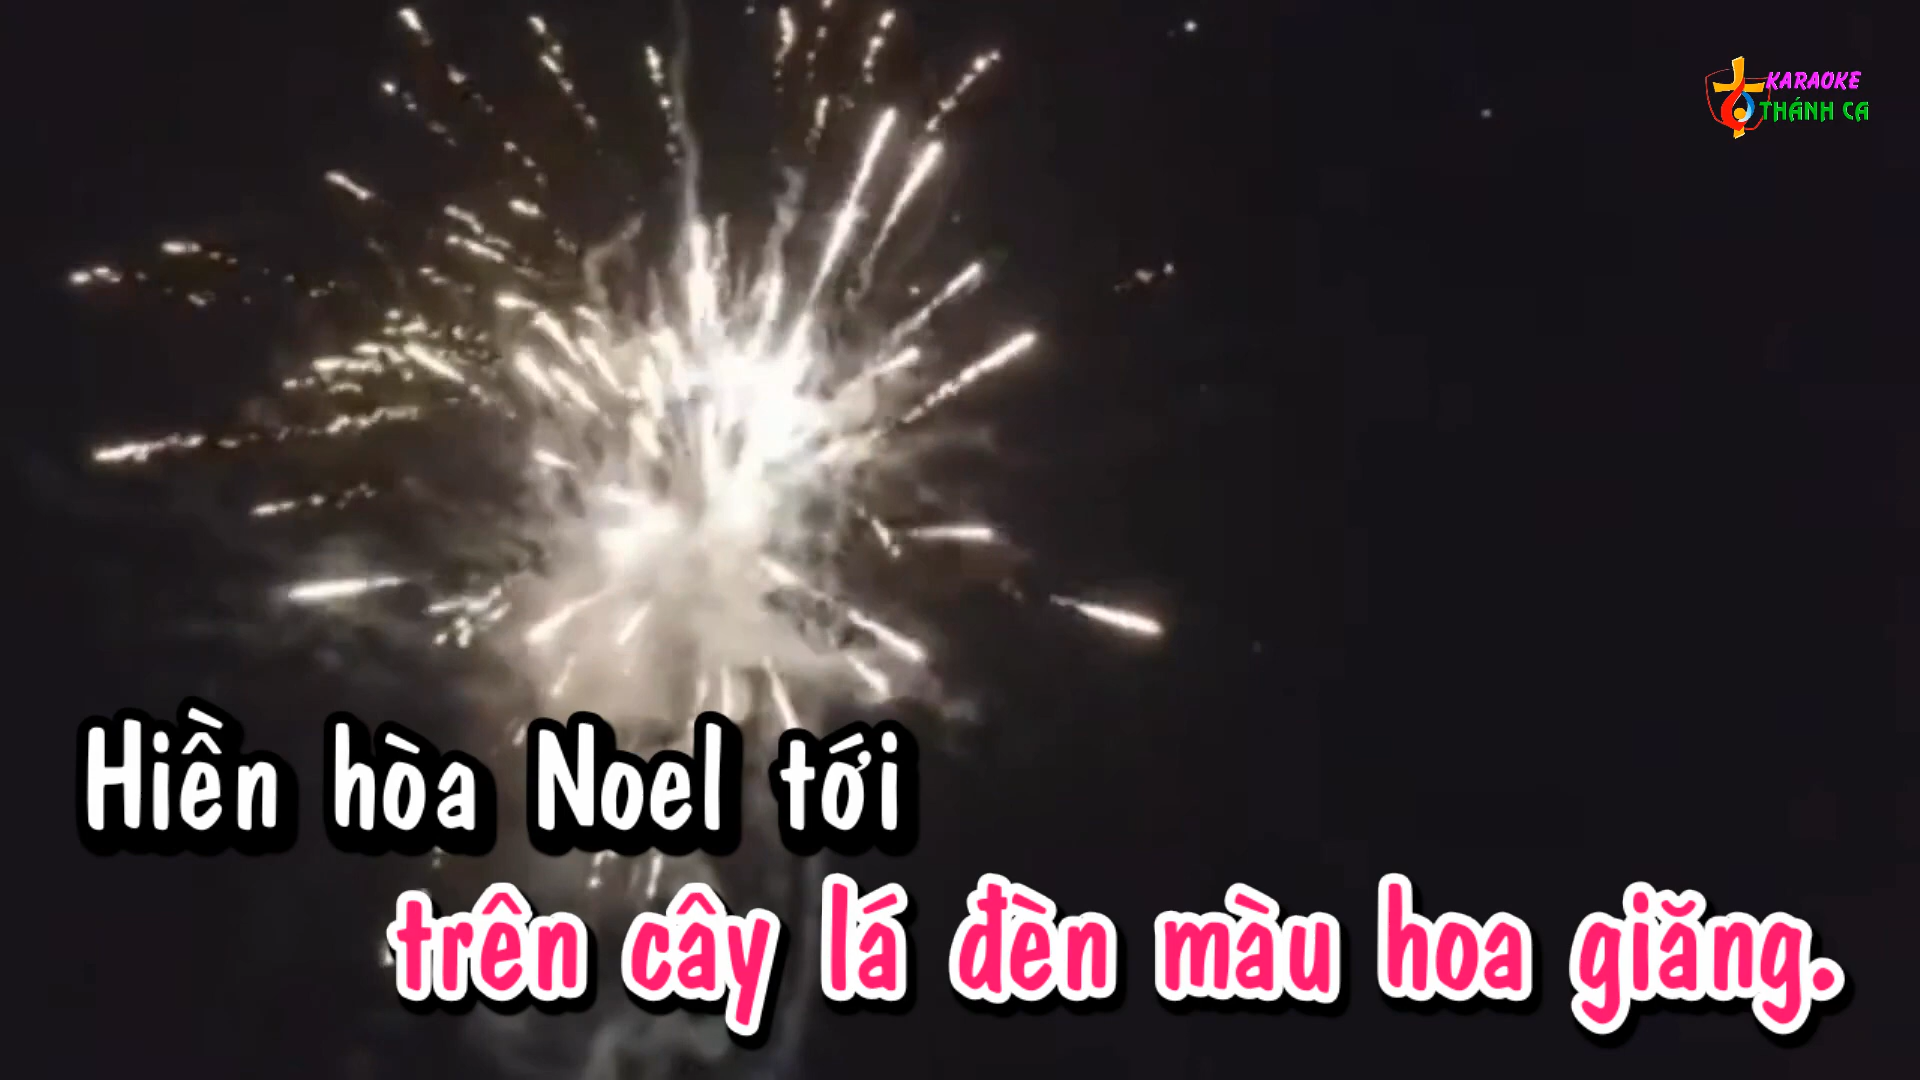 KARAOKE
THÁNH CA
Hiền hòa Noel tới
trên cây lá đèn màu hoa giăng.